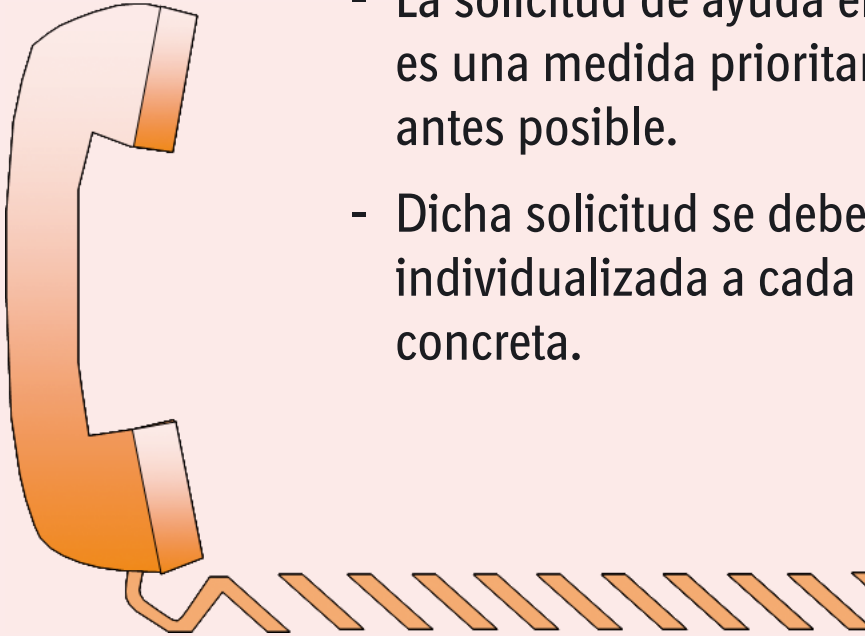 - La solicitud de ayuda e
es una medida prioritar
antes posible.
- Dicha solicitud se debe
individualizada a cada
concreta.